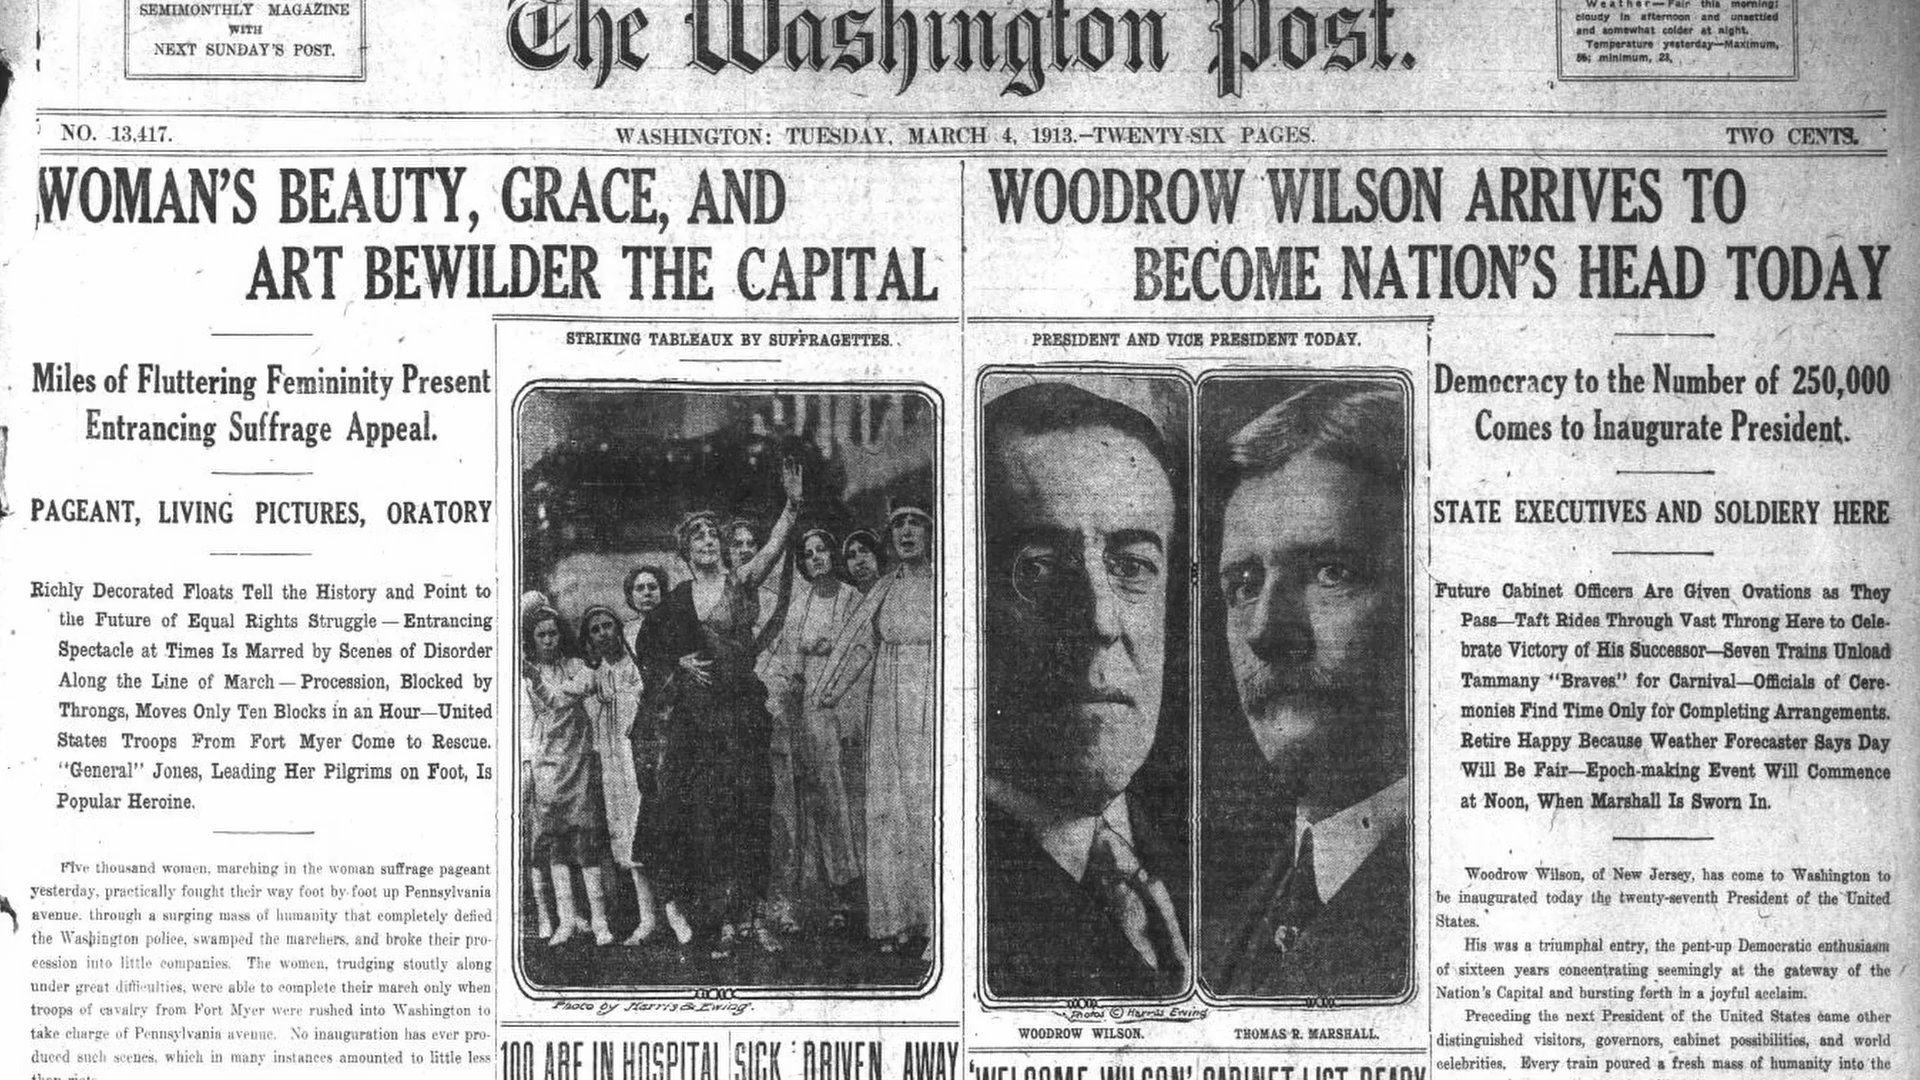 SEMIMONTHLY MAGAZINE
WITH
NEXT SUNDAY'S POST.
The Washington Post.
Weather—Fair this morning;
cloudy in afternoon and unsettled
and somewhat colder at night.
Temperature yesterday—Maximum,
minimum, 23,
NO. 13,417.
WASHINGTON: TUESDAY, MARCH 4, 1913.—TWENTY-SIX PAGES.
TWO CENTS.
WOMAN'S BEAUTY, GRACE, AND
ART BEWILDER THE CAPITAL
Miles of Fluttering Femininity Present
Entrancing Suffrage Appeal.
PAGEANT, LIVING PICTURES, ORATORY
Richly Decorated Floats Tell the History and Point to
the Future of Equal Rights Struggle—Entrancing
Spectacle at Times Is Marred by Scenes of Disorder
Along the Line of March—Procession, Blocked by
Throngs, Moves Only Ten Blocks in an Hour—United
States Troops From Fort Myer Come to Rescue.
"General" Jones, Leading Her Pilgrims on Foot, Is
Popular Heroine.
Five thousand women, marching in the woman suffrage pageant
yesterday, practically fought their way foot by foot up Pennsylvania
avenue, through a surging mass of humanity that completely defied
the Washington police, swamped the marchers, and broke their pro-
cession into little companies. The women, trudging stoutly along
under great difficulties, were able to complete their march only when
troops of cavalry from Fort Myer were rushed into Washington to
take charge of Pennsylvania avenue. No inauguration has ever pro-
duced such scenes, which in many instances amounted to little less
than riots.
STRIKING TABLEAUX BY SUFFRAGETTES.
Photo by Harris & Ewing.
100 ARE IN HOSPITAL
SICK DRIVEN AWAY
WOODROW WILSON ARRIVES TO
BECOME NATION'S HEAD TODAY
PRESIDENT AND VICE PRESIDENT TODAY.
Photos © Harris Ewing
WOODROW WILSON.
THOMAS R. MARSHALL.
'WELCOME, WILSON'
CABINET LIST READY
Democracy to the Number of 250,000
Comes to Inaugurate President.
STATE EXECUTIVES AND SOLDIERY HERE
Future Cabinet Officers Are Given Ovations as They
Pass—Taft Rides Through Vast Throng Here to Cele-
brate Victory of His Successor—Seven Trains Unload
Tammany "Braves" for Carnival—Officials of Cere-
monies Find Time Only for Completing Arrangements.
Retire Happy Because Weather Forecaster Says Day
Will Be Fair—Epoch-making Event Will Commence
at Noon, When Marshall Is Sworn In.
Woodrow Wilson, of New Jersey, has come to Washington to
be inaugurated today the twenty-seventh President of the United
States.
His was a triumphal entry, the pent-up Democratic enthusiasm
of sixteen years concentrating seemingly at the gateway of the
Nation's Capital and bursting forth in a joyful acclaim.
Preceding the next President of the United States came other
distinguished visitors, governors, cabinet possibilities, and world
celebrities. Every train poured a fresh mass of humanity into the